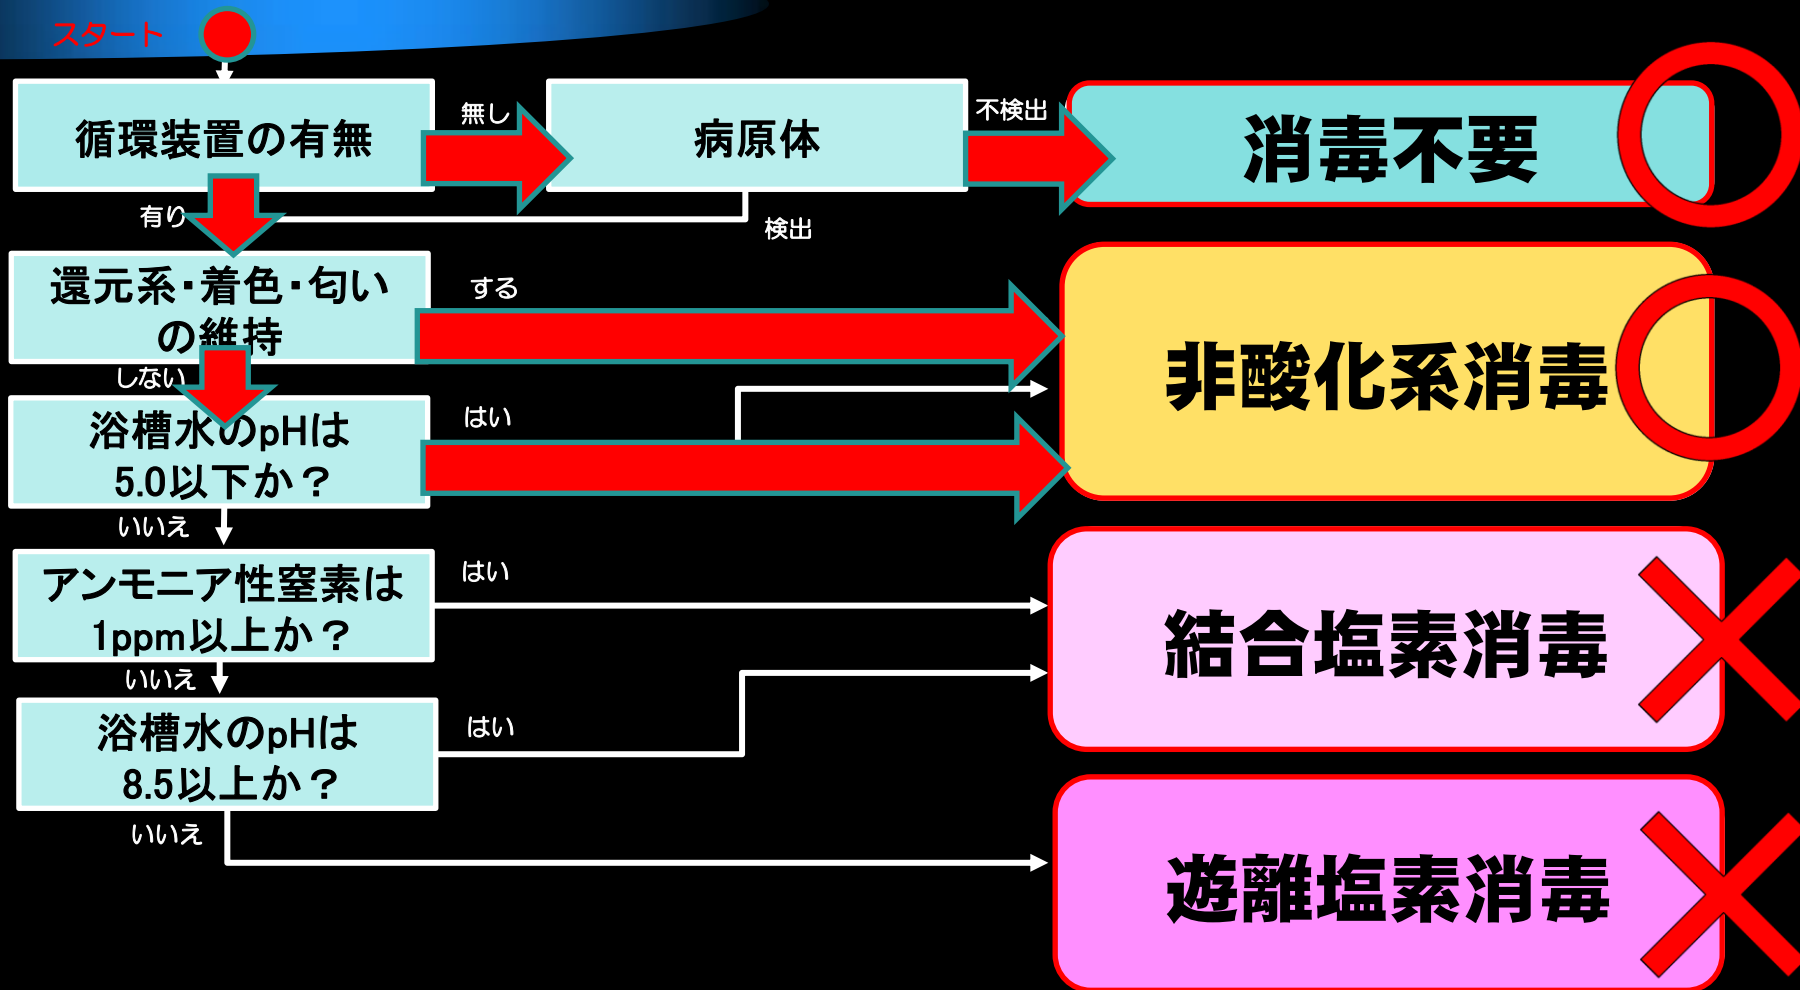 スタート
循環装置の有無
無し
病原体
不検出
消毒不要
有り
検出
還元系・着色・匂い
の維持
する
非酸化系消毒
しない
浴槽水のpHは
5.0以下か？
はい
いいえ
アンモニア性窒素は
1ppm以上か？
はい
結合塩素消毒
いいえ
浴槽水のpHは
8.5以上か？
はい
いいえ
遊離塩素消毒